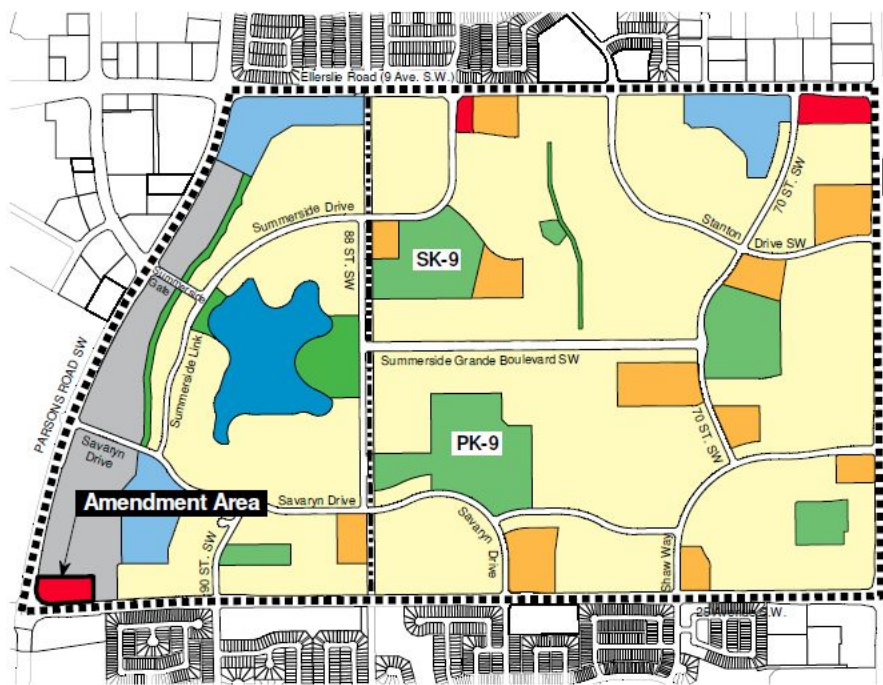 Ellerslie Road (9 Ave. S.W.)
Summerside Drive
88 ST. SW
SK-9
70 ST. SW
Stanton
Drive SW
Summerside
Gate
Summerside Link
PARSONS ROAD SW
Summerside Grande Boulevard SW
70 ST. SW
PK-9
Savaryn
Drive
Amendment Area
Savaryn Drive
Savaryn
Drive
90 ST. SW
Shaw Way
25 Avenue S.W.